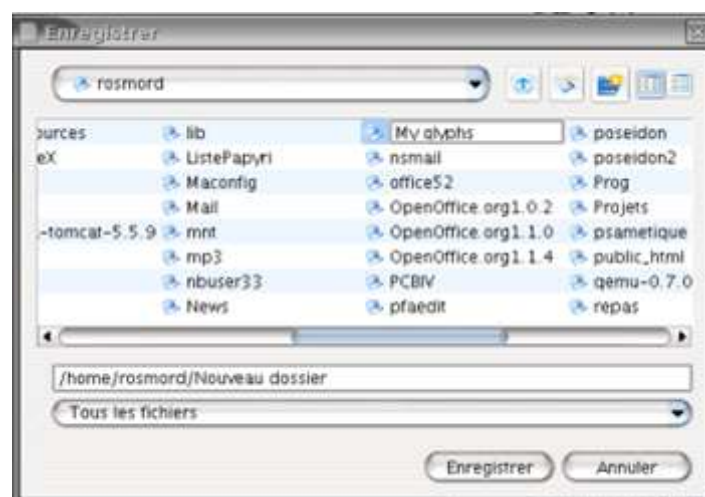 Enregistrer
rosmord
ources lib My glyphs poseidon
eX ListePapyri nsmail poseidon2
Maconfig office52 Prog
Mail OpenOffice.org1.0.2 Projets
-tomcat-5.5.9 mnt OpenOffice.org1.1.0 psametique
mp3 OpenOffice.org1.1.4 public_html
nbuser33 PCBIV qemu-0.7.0
News pfaedit repas
/home/rosmord/Nouveau dossier
Tous les fichiers
Enregistrer Annuler